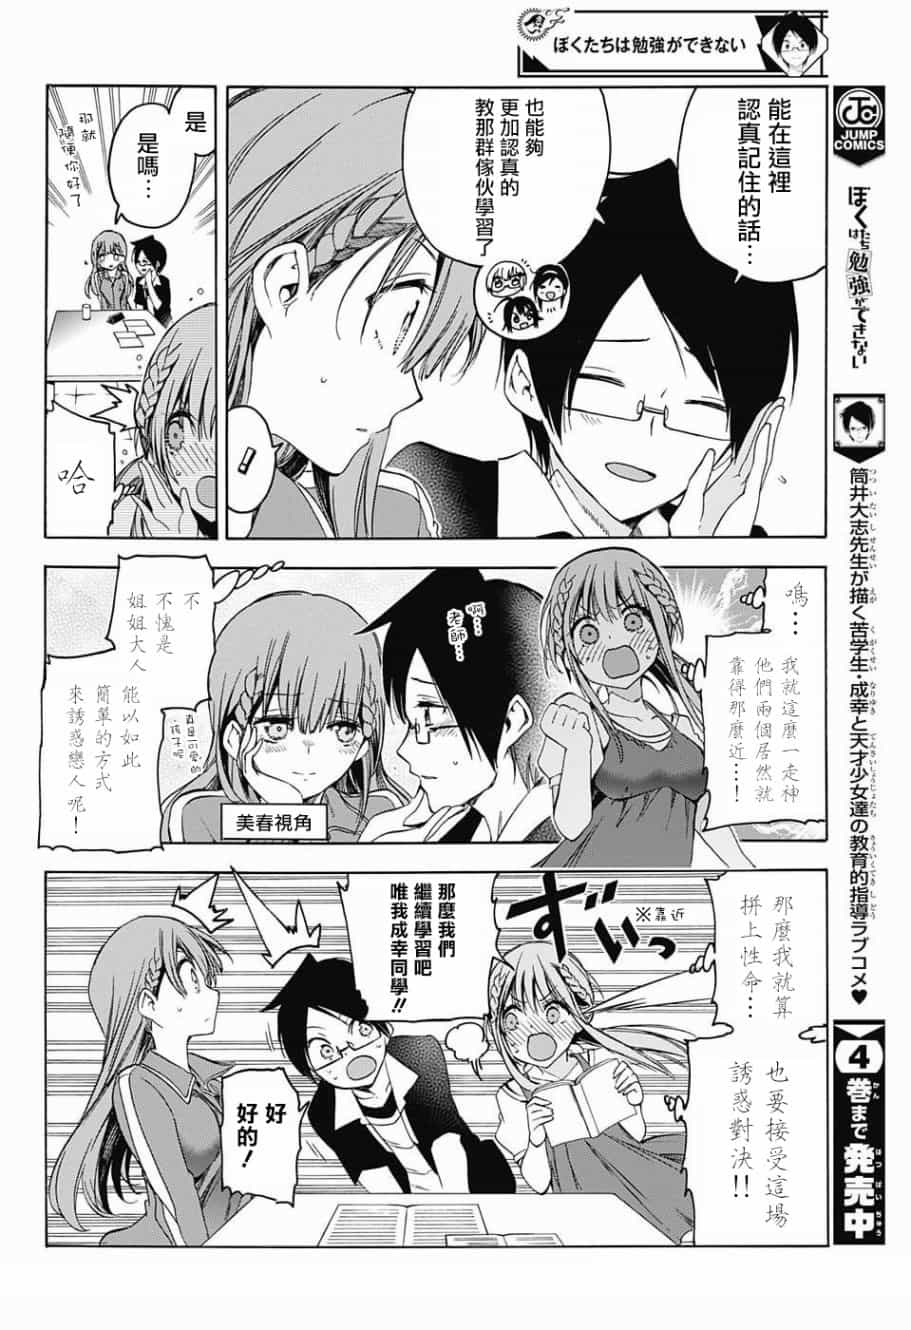 ぼくたちは勉強ができない
能在這裡
認真記住的話…
也能夠
更加認真的
教那群傢伙學習了
!
是
是嗎…
那就
隨便你好了
哈
嗚…
我就這麼一走神
他們兩個居然就
靠得那麼近…！
啊…
老師…
真是可愛的
孩子呢
美春視角
不
不愧是
姐姐大人
能以如此
簡單的方式
來誘惑戀人呢！
那麼我就算
拼上性命…
也要接受這場
誘惑對決!!
ずいっ
※靠近
那麼我們
繼續學習吧
唯我成幸同學!!
好
好的！
JC
JUMP
COMICS
ぼくたちは勉強ができない
筒井大志先生が描く苦学生・成幸と天才少女達の教育的指導ラブコメ♥
4巻まで発売中